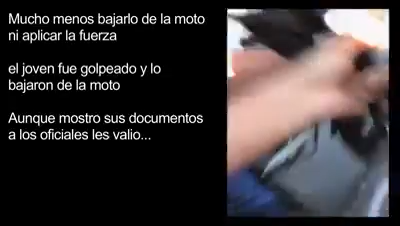 Mucho menos bajarlo de la moto
ni aplicar la fuerza
el joven fue golpeado y lo
bajaron de la moto
Aunque mostro sus documentos
a los oficiales les valio...